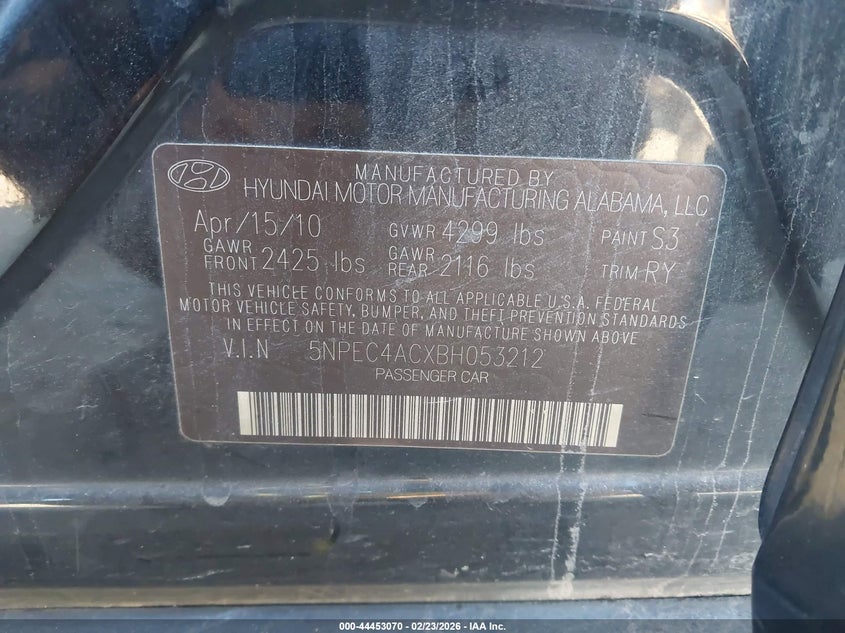 MANUFACTURED BY
HYUNDAI MOTOR MANUFACTURING ALABAMA, LLC
Apr/15/10 GVWR 4299 lbs PAINT S3
GAWR FRONT 2425 lbs GAWR REAR 2116 lbs TRIM RY
THIS VEHICLE CONFORMS TO ALL APPLICABLE U.S.A. FEDERAL
MOTOR VEHICLE SAFETY, BUMPER, AND THEFT PREVENTION STANDARDS
IN EFFECT ON THE DATE OF MANUFACTURE SHOWN ABOVE
V.I.N 5NPEC4ACXBH053212
PASSENGER CAR
000-44453070 - 02/23/2026 - IAA Inc.